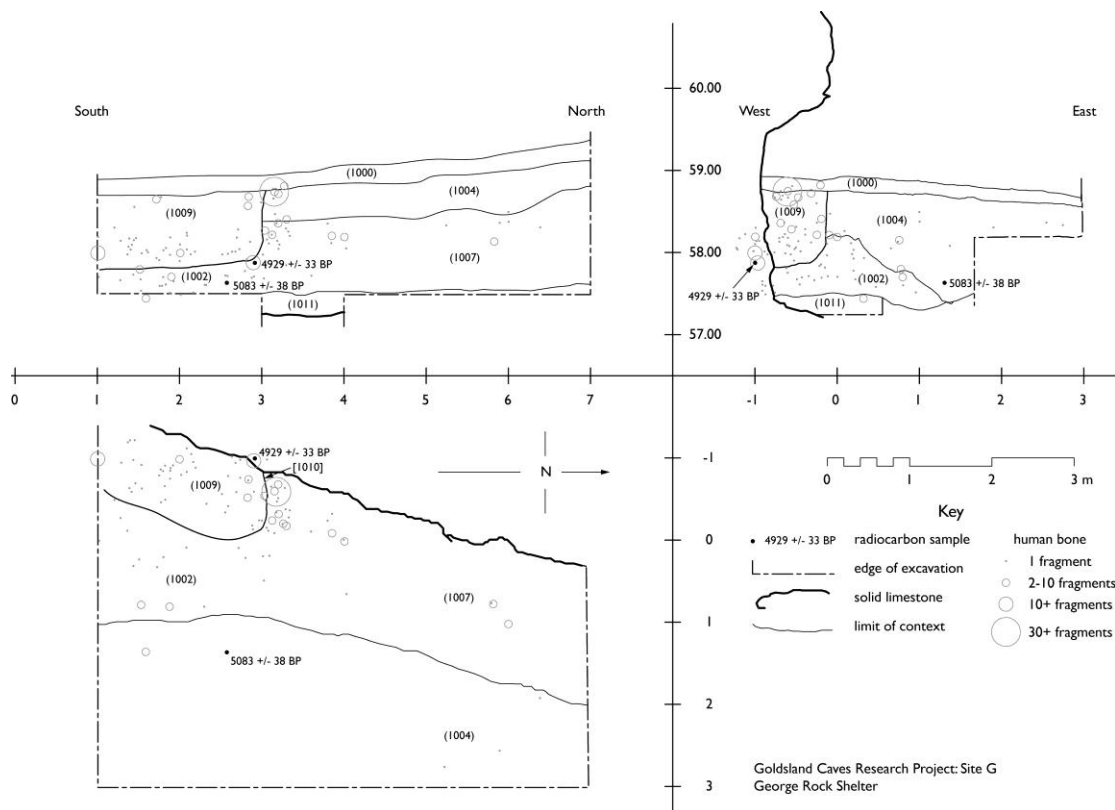 South
North
(1000)
(1004)
(1009)
(1007)
(1002)
4929 +/- 33 BP
5083 +/- 38 BP
(1011)
60.00
59.00
58.00
57.00
West
East
(1000)
(1009)
(1004)
(1002)
5083 +/- 38 BP
4929 +/- 33 BP
(1011)
0 1 2 3 4 5 6 7
-1 0 1 2 3
4929 +/- 33 BP
[1010]
(1009)
(1002)
(1007)
5083 +/- 38 BP
(1004)
N
-1
0
1
2
3
0 1 3 m
Key
4929 +/- 33 BP radiocarbon sample
edge of excavation
solid limestone
limit of context
human bone
1 fragment
2-10 fragments
10+ fragments
30+ fragments
Goldsland Caves Research Project: Site G
George Rock Shelter